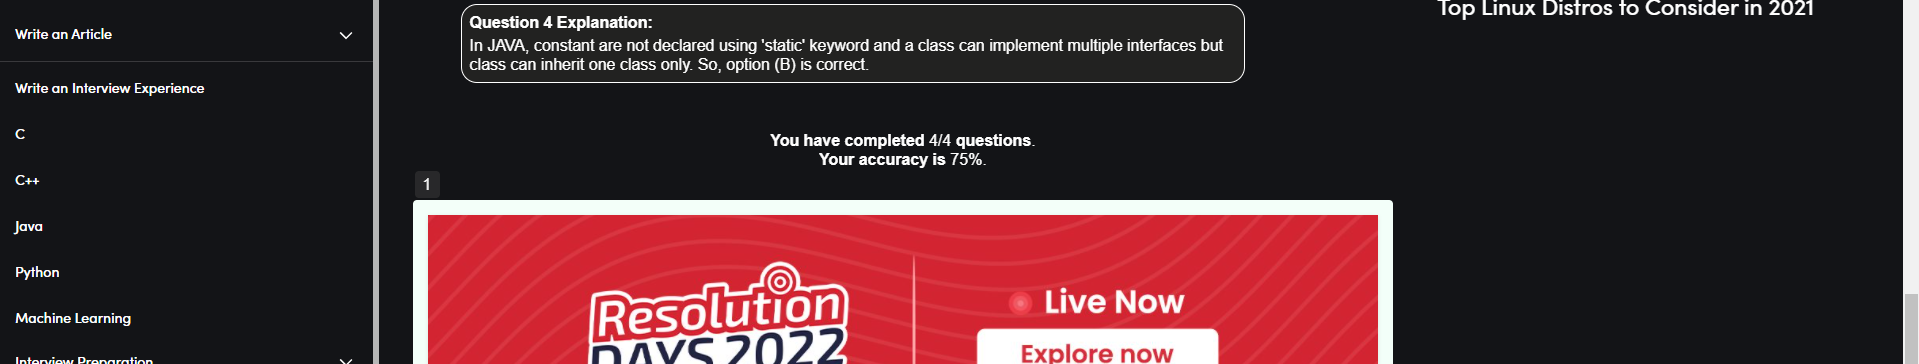 Write an Article
Write an Interview Experience
C
C++
Java
Python
Machine Learning
Interview Preparation
Question 4 Explanation:
In JAVA, constant are not declared using 'static' keyword and a class can implement multiple interfaces but
class can inherit one class only. So, option (B) is correct.
You have completed 4/4 questions.
Your accuracy is 75%.
1
Resolution
DAYS 2022
Live Now
Explore now
Top Linux Distros to Consider in 2021